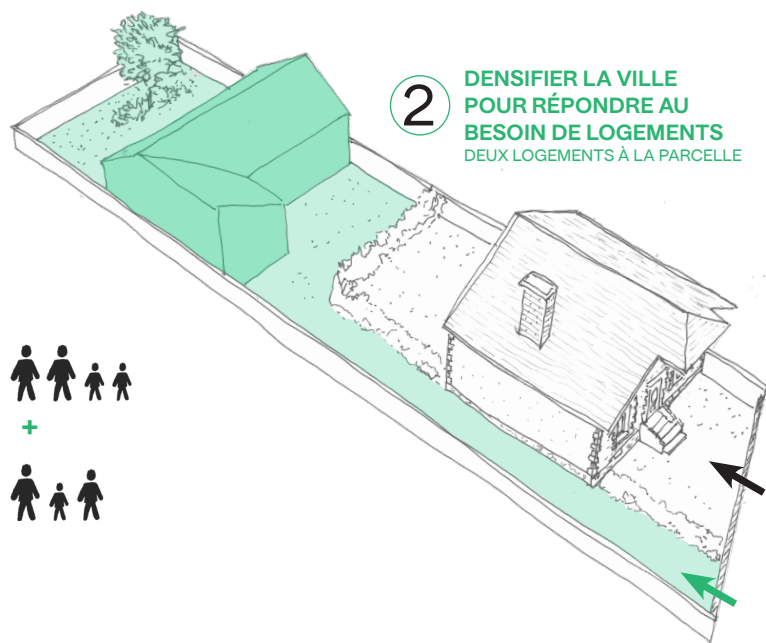 2
DENSIFIER LA VILLE
POUR RÉPONDRE AU
BESOIN DE LOGEMENTS
DEUX LOGEMENTS À LA PARCELLE
+